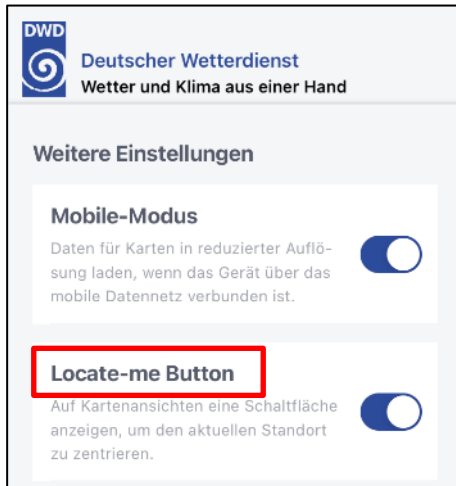 DWD
Deutscher Wetterdienst
Wetter und Klima aus einer Hand
Weitere Einstellungen
Mobile-Modus
Daten für Karten in reduzierter Auflö-
sung laden, wenn das Gerät über das
mobile Datennetz verbunden ist.
Locate-me Button
Auf Kartenansichten eine Schaltfläche
anzeigen, um den aktuellen Standort
zu zentrieren.